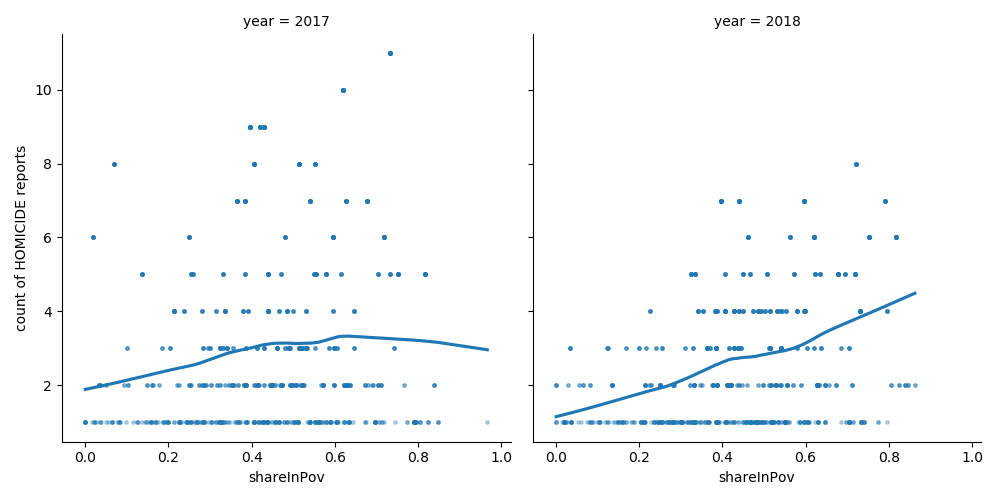 year = 2017
year = 2018
count of HOMICIDE reports
10
8
6
4
2
0.0 0.2 0.4 0.6 0.8 1.0
0.0 0.2 0.4 0.6 0.8 1.0
shareInPov
shareInPov